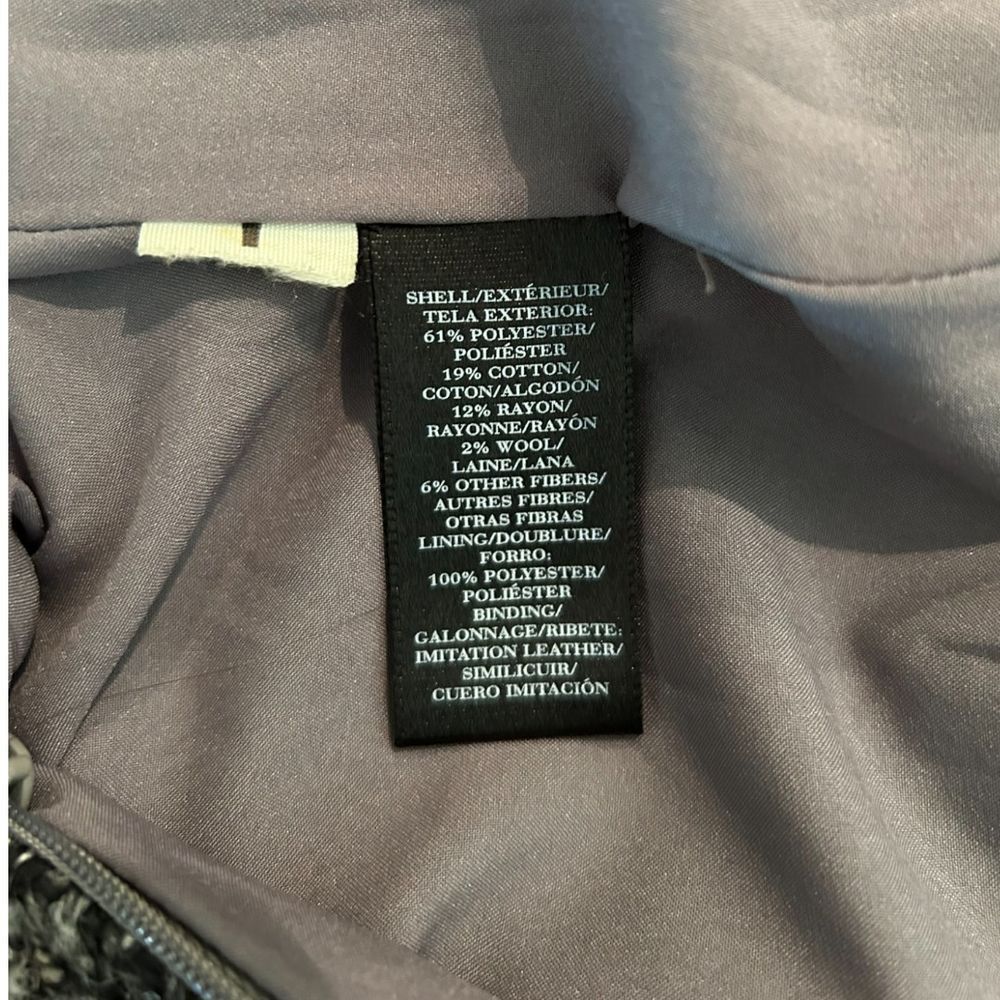 SHELL/EXTÉRIEUR/
TELA EXTERIOR:
61% POLYESTER/
POLIÉSTER
19% COTTON/
COTON/ALGODÓN
12% RAYON/
RAYONNE/RAYÓN
2% WOOL/
LAINE/LANA
6% OTHER FIBERS/
AUTRES FIBRES/
OTRAS FIBRAS
LINING/DOUBLURE/
FORRO:
100% POLYESTER/
POLIÉSTER
BINDING/
GALONNAGE/RIBETE:
IMITATION LEATHER/
SIMILICUIR/
CUERO IMITACIÓN